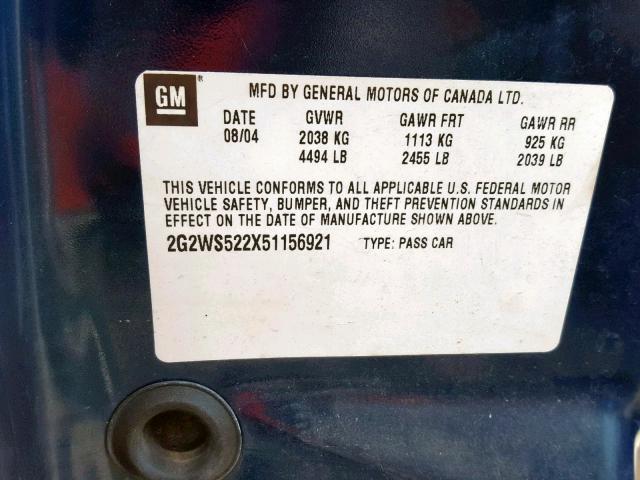 GM ® MFD BY GENERAL MOTORS OF CANADA LTD.
DATE GVWR GAWR FRT GAWR RR
08/04 2038 KG 1113 KG 925 KG
4494 LB 2455 LB 2039 LB
THIS VEHICLE CONFORMS TO ALL APPLICABLE U.S. FEDERAL MOTOR
VEHICLE SAFETY, BUMPER, AND THEFT PREVENTION STANDARDS IN
EFFECT ON THE DATE OF MANUFACTURE SHOWN ABOVE.
2G2WS522X51156921 TYPE: PASS CAR